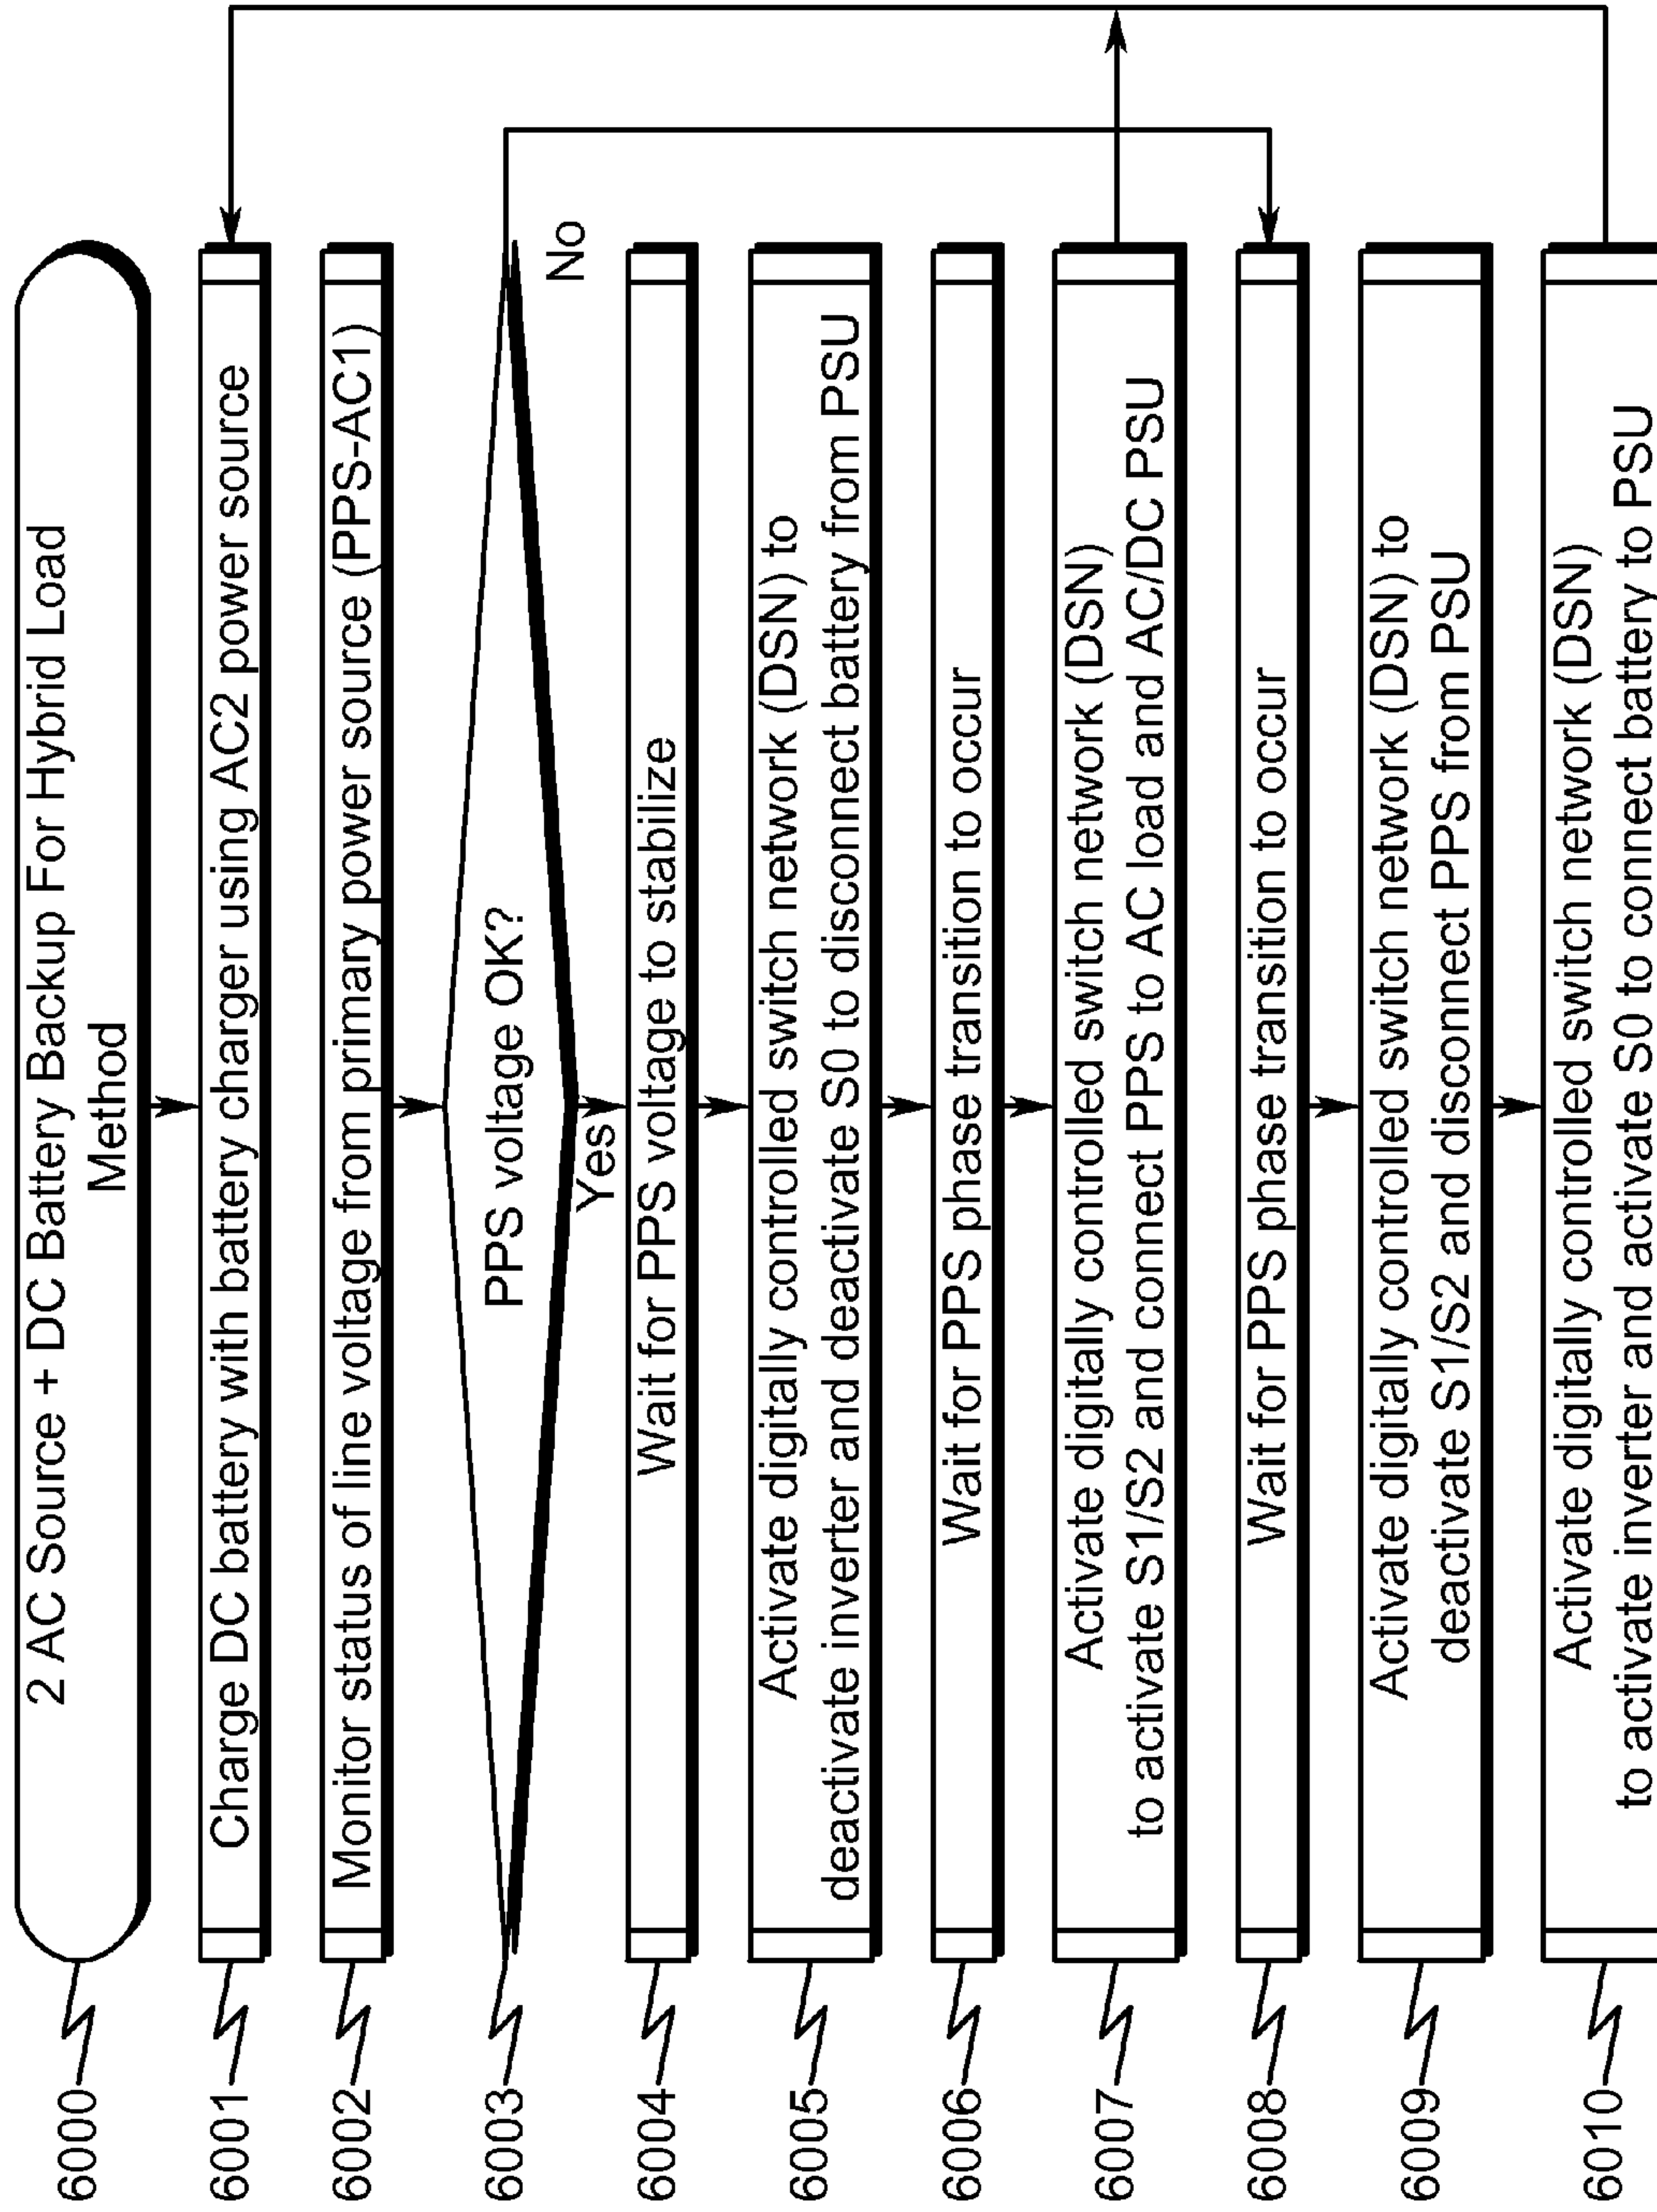 6000
2 AC Source + DC Battery Backup For Hybrid Load
Method
6001
Charge DC battery with battery charger using AC2 power source
6002
Monitor status of line voltage from primary power source (PPS-AC1)
6003
PPS voltage OK?
No
Yes
6004
Wait for PPS voltage to stabilize
6005
Activate digitally controlled switch network (DSN) to
deactivate inverter and deactivate S0 to disconnect battery from PSU
6006
Wait for PPS phase transition to occur
6007
Activate digitally controlled switch network (DSN)
to activate S1/S2 and connect PPS to AC load and AC/DC PSU
6008
Wait for PPS phase transition to occur
6009
Activate digitally controlled switch network (DSN) to
deactivate S1/S2 and disconnect PPS from PSU
6010
Activate digitally controlled switch network (DSN)
to activate inverter and activate S0 to connect battery to PSU